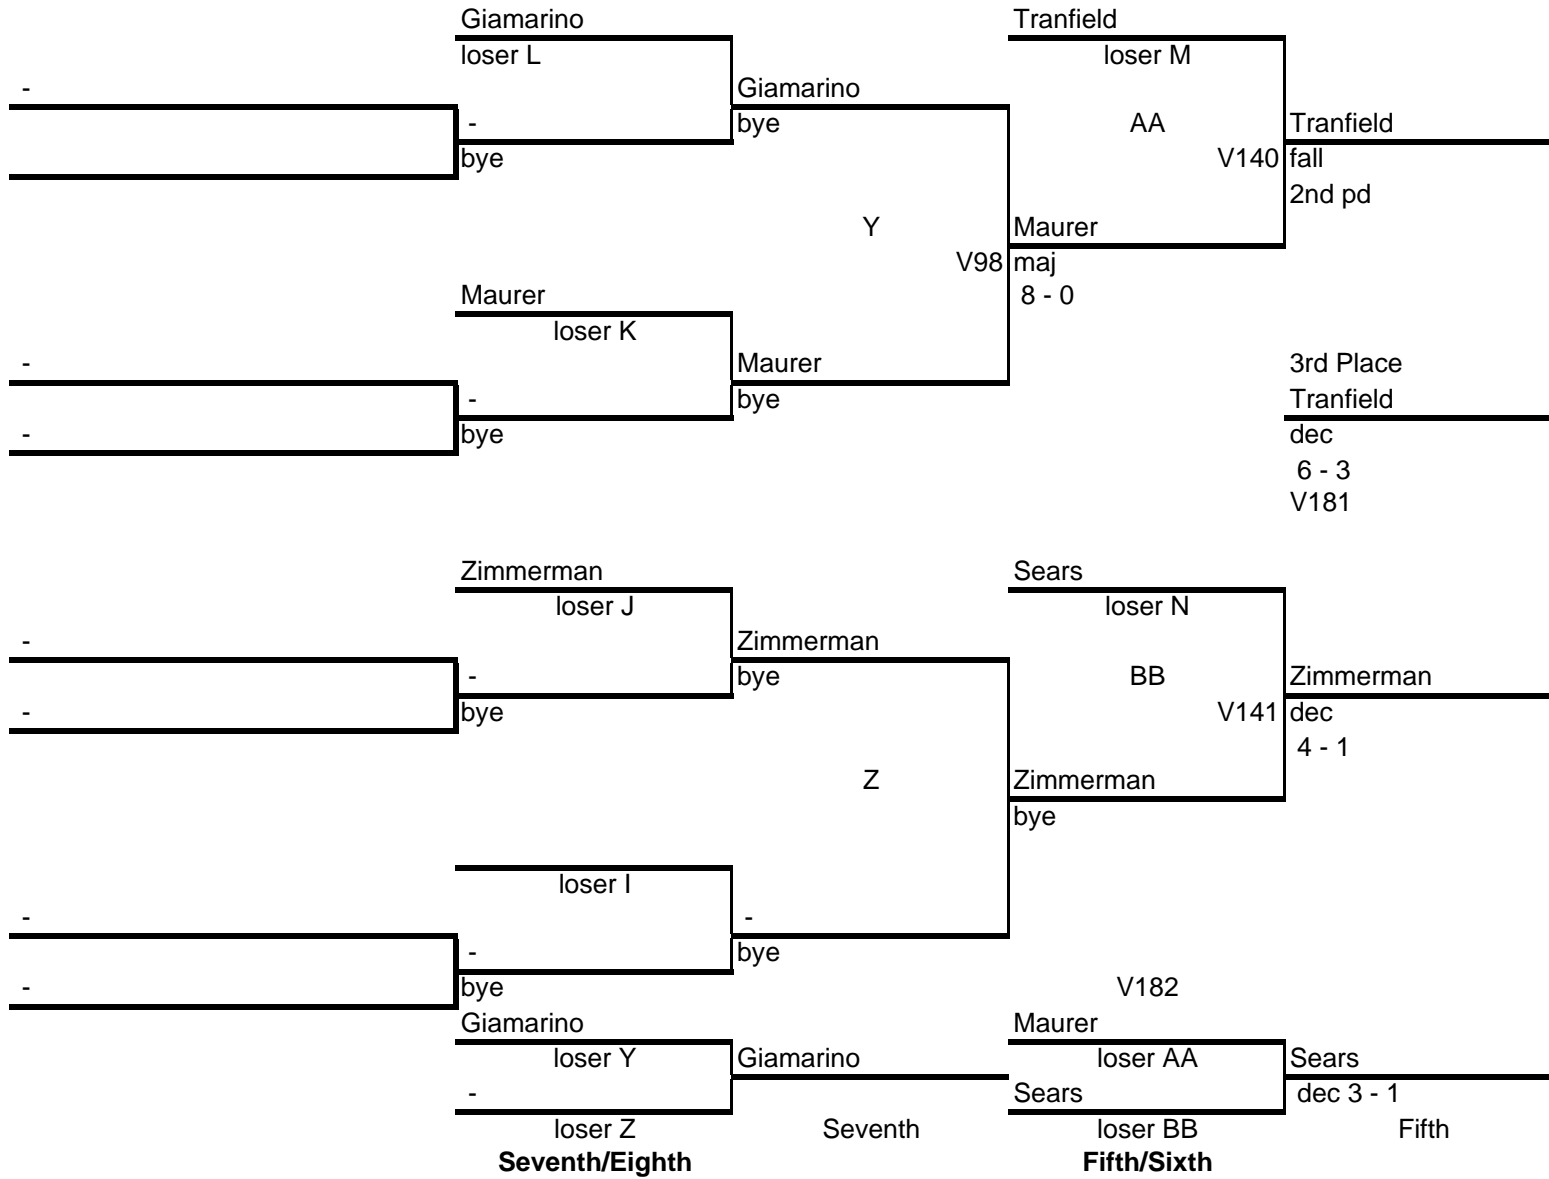 Giamarino
Tranfield
loser L
loser M
-
Giamarino
-
bye
AA
Tranfield
bye
V140
fall
2nd pd
Y
Maurer
V98
maj
Maurer
8 - 0
loser K
-
Maurer
3rd Place
-
bye
Tranfield
-
bye
dec
6 - 3
V181
Zimmerman
Sears
loser J
loser N
-
Zimmerman
-
bye
BB
Zimmerman
-
bye
V141
dec
4 - 1
Z
Zimmerman
bye
loser I
-
-
-
bye
-
bye
V182
Giamarino
Maurer
loser Y
Giamarino
loser AA
Sears
-
Sears
dec 3 - 1
loser Z
Seventh
loser BB
Fifth
Seventh/Eighth
Fifth/Sixth